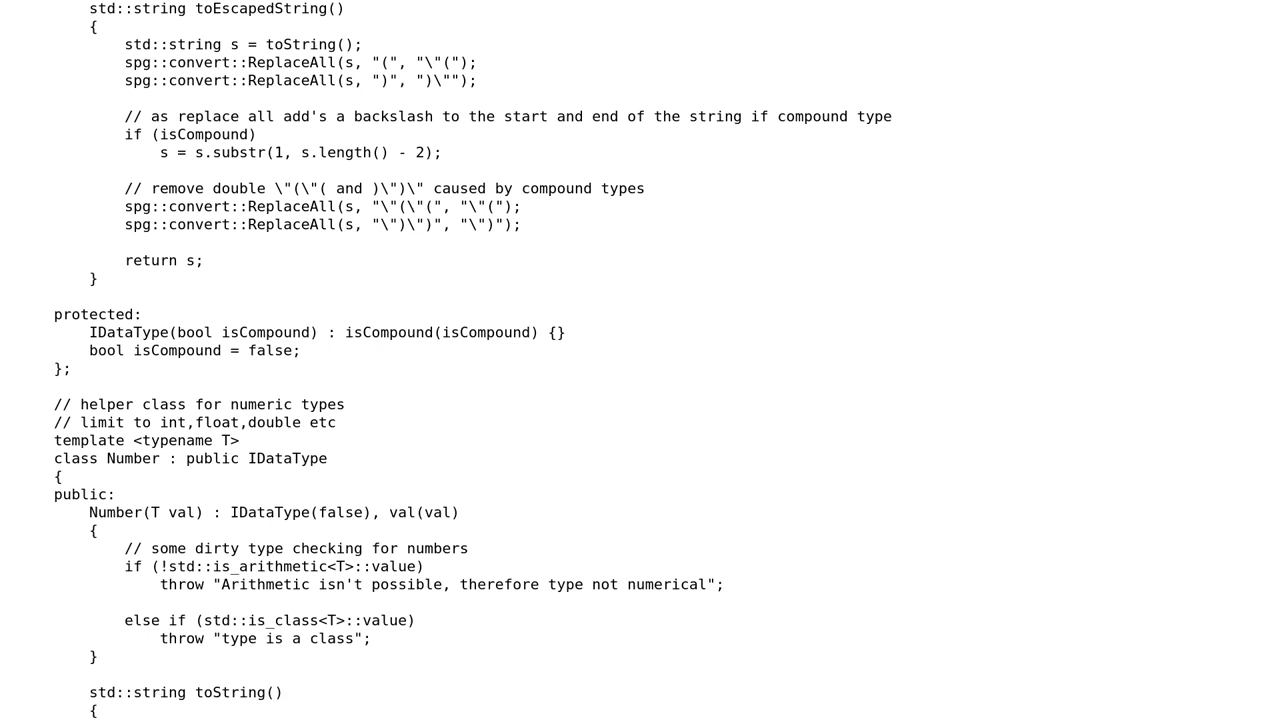 std::string toEscapedString()
{
std::string s = toString();
spg::convert::ReplaceAll(s, "(", "\"(");
spg::convert::ReplaceAll(s, ")", ")\"");
// as replace all add's a backslash to the start and end of the string if compound type
if (isCompound)
s = s.substr(1, s.length() - 2);
// remove double \"(\"( and )\")\" caused by compound types
spg::convert::ReplaceAll(s, "\"(\"(", "\"(");
spg::convert::ReplaceAll(s, "\")\")", "\")");
return s;
}
protected:
IDataType(bool isCompound) : isCompound(isCompound) {}
bool isCompound = false;
};
// helper class for numeric types
// limit to int,float,double etc
template <typename T>
class Number : public IDataType
{
public:
Number(T val) : IDataType(false), val(val)
{
// some dirty type checking for numbers
if (!std::is_arithmetic<T>::value)
throw "Arithmetic isn't possible, therefore type not numerical";
else if (std::is_class<T>::value)
throw "type is a class";
}
std::string toString()
{